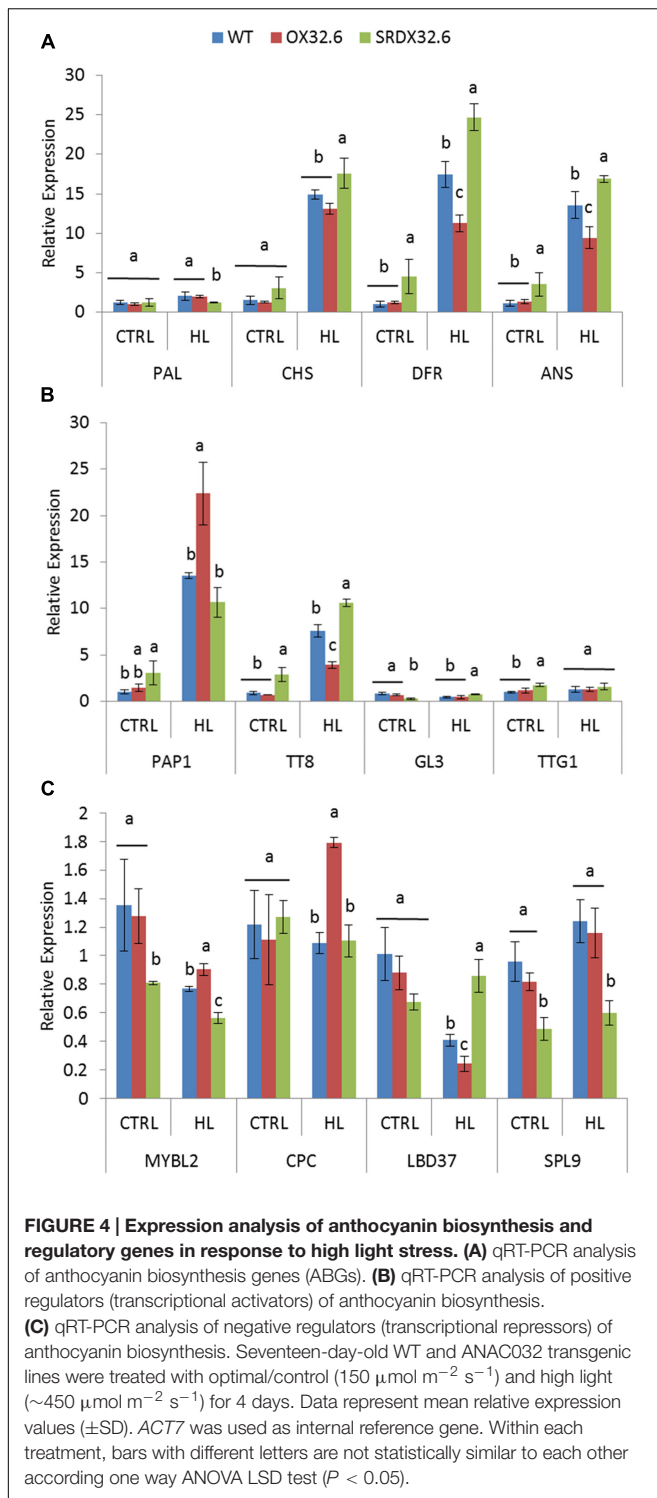 A
WT OX32.6 SRDX32.6
Relative Expression
30
25
20
15
10
5
0
a a b a b a b a b c a b a b c a
CTRL HL CTRL HL CTRL HL CTRL HL
PAL CHS DFR ANS
B
Relative Expression
30
25
20
15
10
5
0
b a b a b a b b a b c a a b b a b a a
CTRL HL CTRL HL CTRL HL CTRL HL
PAP1 TT8 GL3 TTG1
C
Relative Expression
2
1.8
1.6
1.4
1.2
1
0.8
0.6
0.4
0.2
0
a b b a c a b a b a b c a a b a b
CTRL HL CTRL HL CTRL HL CTRL HL
MYBL2 CPC LBD37 SPL9
FIGURE 4 | Expression analysis of anthocyanin biosynthesis and
regulatory genes in response to high light stress. (A) qRT-PCR analysis
of anthocyanin biosynthesis genes (ABGs). (B) qRT-PCR analysis of positive
regulators (transcriptional activators) of anthocyanin biosynthesis.
(C) qRT-PCR analysis of negative regulators (transcriptional repressors) of
anthocyanin biosynthesis. Seventeen-day-old WT and ANAC032 transgenic
lines were treated with optimal/control (150 μmol m−2 s−1) and high light
(∼450 μmol m−2 s−1) for 4 days. Data represent mean relative expression
values (±SD). ACT7 was used as internal reference gene. Within each
treatment, bars with different letters are not statistically similar to each other
according one way ANOVA LSD test (P < 0.05).